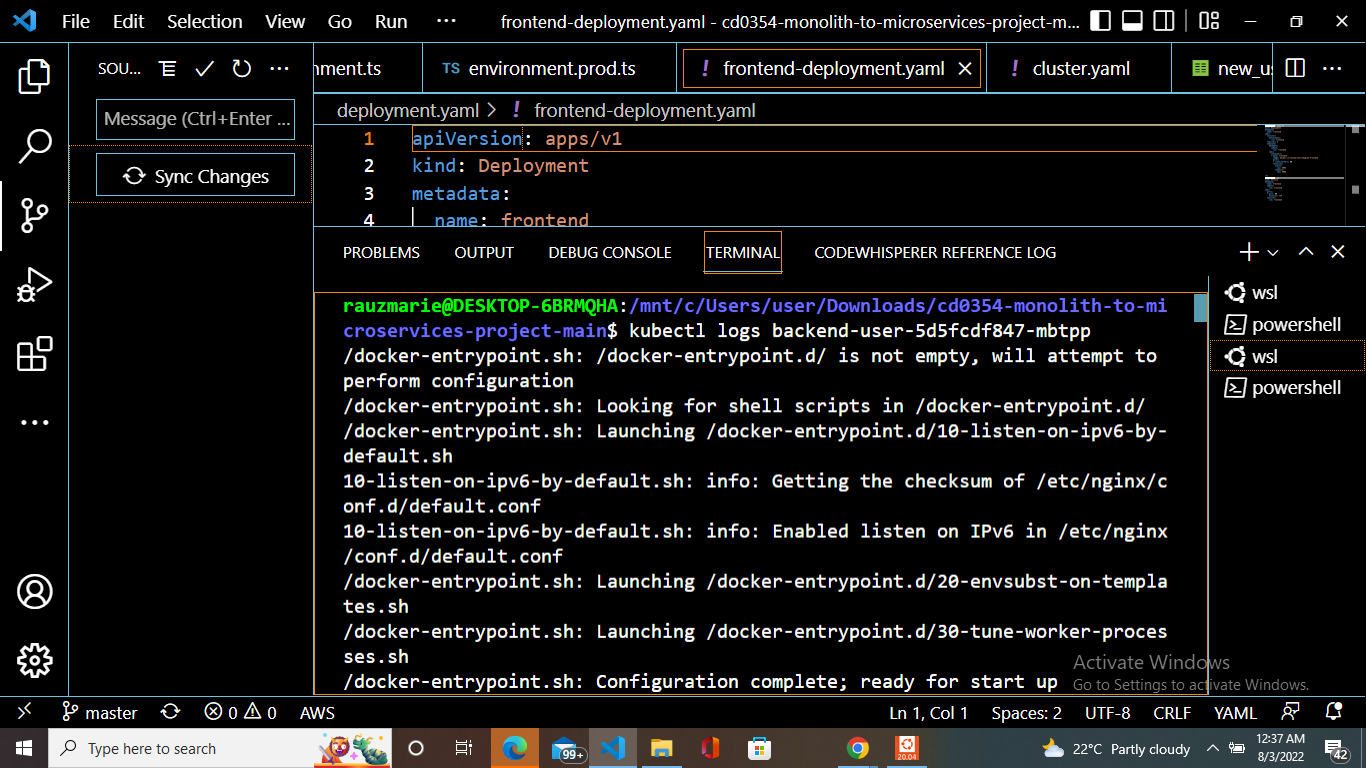 File Edit Selection View Go Run ··· frontend-deployment.yaml - cd0354-monolith-to-microservices-project-m...
SOU... ···
nment.ts TS environment.prod.ts ! frontend-deployment.yaml ! cluster.yaml new_us ···
Message (Ctrl+Enter ...
Sync Changes
deployment.yaml > ! frontend-deployment.yaml
1 apiVersion: apps/v1
2 kind: Deployment
3 metadata:
4 name: frontend
PROBLEMS OUTPUT DEBUG CONSOLE TERMINAL CODEWHISPERER REFERENCE LOG
rauzmarie@DESKTOP-6BRMQHA:/mnt/c/Users/user/Downloads/cd0354-monolith-to-mi
croservices-project-main$ kubectl logs backend-user-5d5fcdf847-mbtpp
/docker-entrypoint.sh: /docker-entrypoint.d/ is not empty, will attempt to
perform configuration
/docker-entrypoint.sh: Looking for shell scripts in /docker-entrypoint.d/
/docker-entrypoint.sh: Launching /docker-entrypoint.d/10-listen-on-ipv6-by-
default.sh
10-listen-on-ipv6-by-default.sh: info: Getting the checksum of /etc/nginx/c
onf.d/default.conf
10-listen-on-ipv6-by-default.sh: info: Enabled listen on IPv6 in /etc/nginx
/conf.d/default.conf
/docker-entrypoint.sh: Launching /docker-entrypoint.d/20-envsubst-on-templa
tes.sh
/docker-entrypoint.sh: Launching /docker-entrypoint.d/30-tune-worker-proces
ses.sh
/docker-entrypoint.sh: Configuration complete; ready for start up
wsl
powershell
wsl
powershell
Activate Windows
Go to Settings to activate Windows.
master 0 0 AWS Ln 1, Col 1 Spaces: 2 UTF-8 CRLF YAML
Type here to search 99+ 20.04 22°C Partly cloudy 12:37 AM
8/3/2022 42